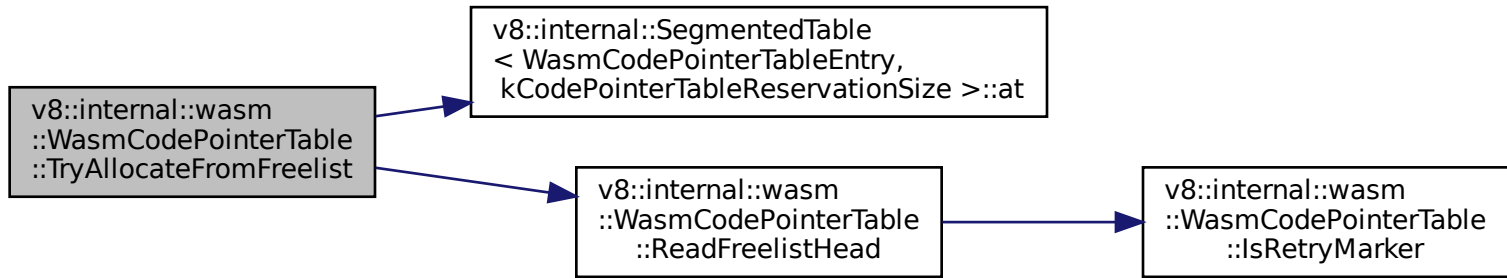 v8::internal::wasm
::WasmCodePointerTable
::TryAllocateFromFreelist
v8::internal::SegmentedTable
< WasmCodePointerTableEntry,
kCodePointerTableReservationSize >::at
v8::internal::wasm
::WasmCodePointerTable
::ReadFreelistHead
v8::internal::wasm
::WasmCodePointerTable
::IsRetryMarker